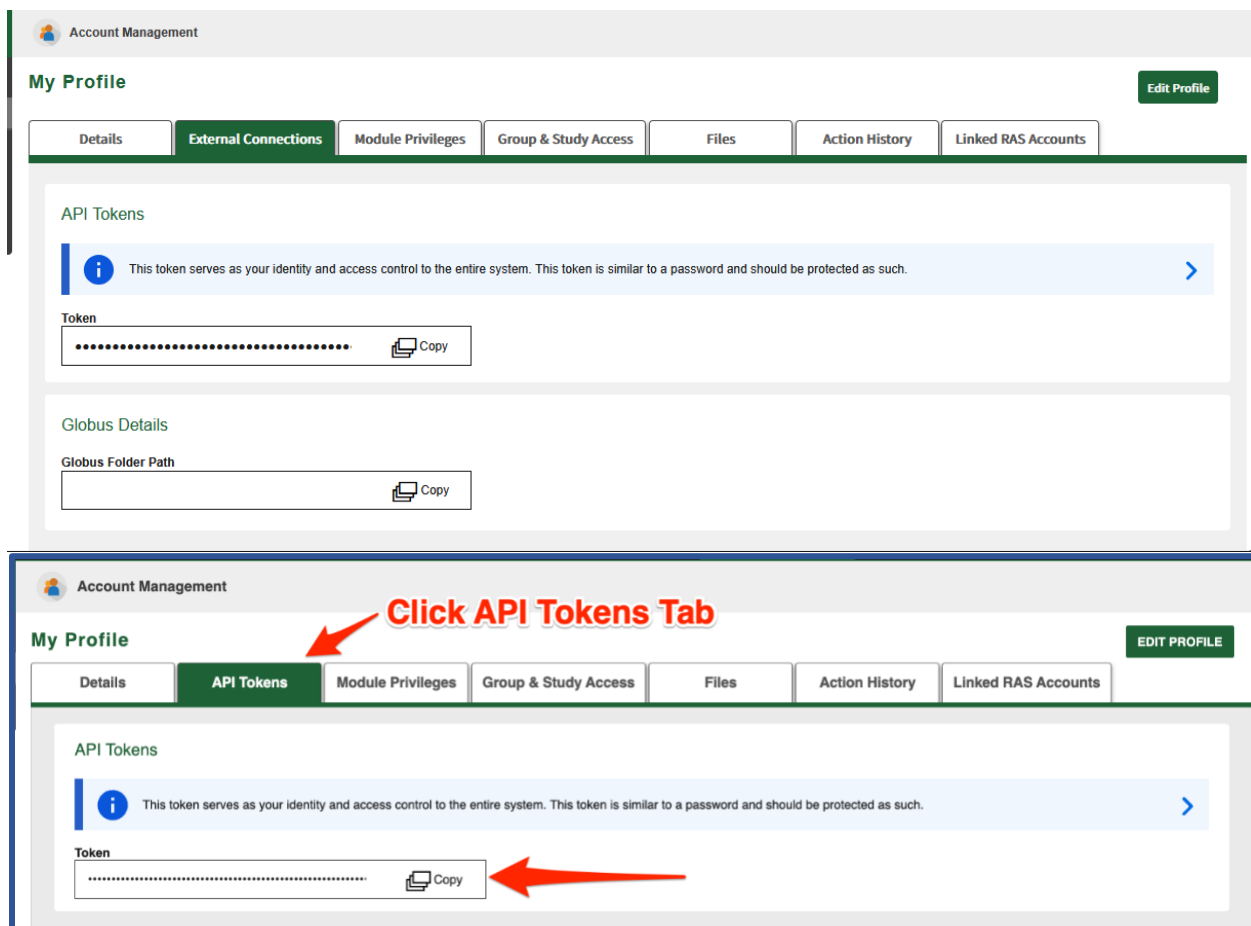 Account Management
My Profile
Edit Profile
Details External Connections Module Privileges Group & Study Access Files Action History Linked RAS Accounts
API Tokens
This token serves as your identity and access control to the entire system. This token is similar to a password and should be protected as such.
Token
Copy
Globus Details
Globus Folder Path
Copy
Account Management
Click API Tokens Tab
My Profile
EDIT PROFILE
Details API Tokens Module Privileges Group & Study Access Files Action History Linked RAS Accounts
API Tokens
This token serves as your identity and access control to the entire system. This token is similar to a password and should be protected as such.
Token
Copy